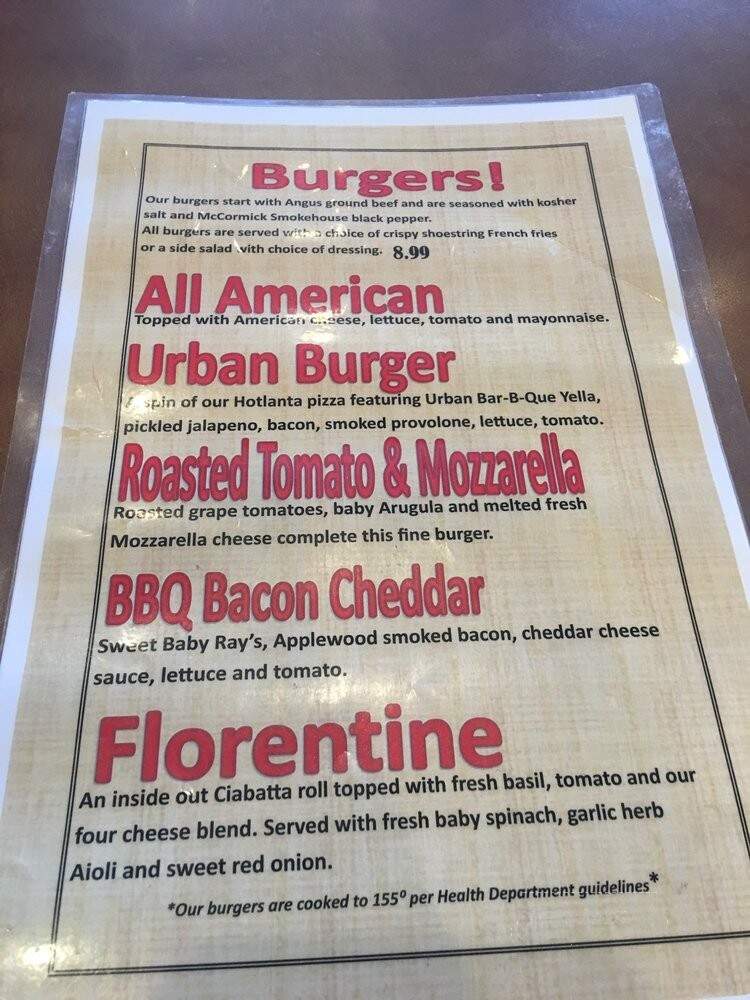 Burgers!
Our burgers start with Angus ground beef and are seasoned with kosher
salt and McCormick Smokehouse black pepper.
All burgers are served with a choice of crispy shoestring French fries
or a side salad with choice of dressing. 8.99
All American
Topped with American cheese, lettuce, tomato and mayonnaise.
Urban Burger
A spin of our Hotlanta pizza featuring Urban Bar-B-Que Yella,
pickled jalapeno, bacon, smoked provolone, lettuce, tomato.
Roasted Tomato & Mozzarella
Roasted grape tomatoes, baby Arugula and melted fresh
Mozzarella cheese complete this fine burger.
BBQ Bacon Cheddar
Sweet Baby Ray's, Applewood smoked bacon, cheddar cheese
sauce, lettuce and tomato.
Florentine
An inside out Ciabatta roll topped with fresh basil, tomato and our
four cheese blend. Served with fresh baby spinach, garlic herb
Aioli and sweet red onion.
*Our burgers are cooked to 155⁰ per Health Department guidelines*